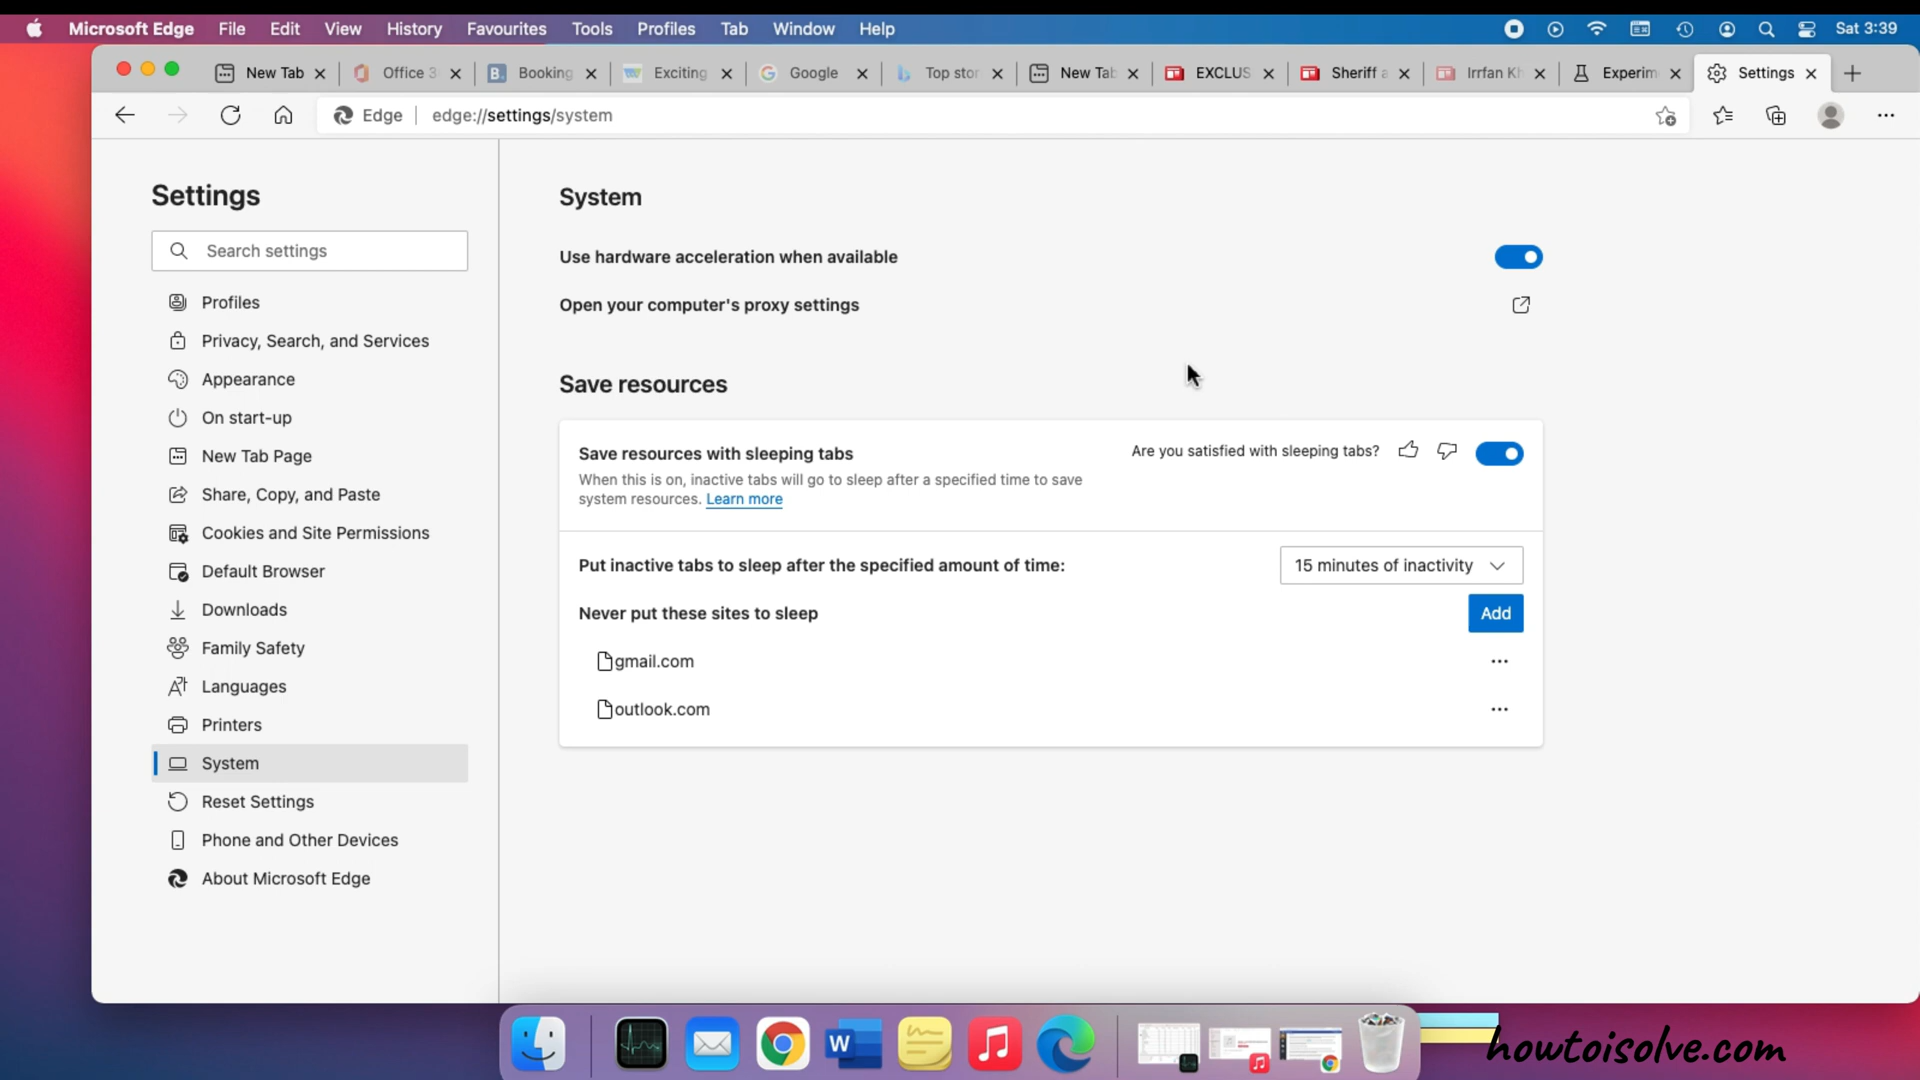 Microsoft Edge File Edit View History Favourites Tools Profiles Tab Window Help Sat 3:39
New Tab Office 3 Booking Exciting Google Top stor New Tab EXCLUS Sheriff a Irrfan Kh Experim Settings
Edge edge://settings/system
Settings
Search settings
Profiles
Privacy, Search, and Services
Appearance
On start-up
New Tab Page
Share, Copy, and Paste
Cookies and Site Permissions
Default Browser
Downloads
Family Safety
Languages
Printers
System
Reset Settings
Phone and Other Devices
About Microsoft Edge
System
Use hardware acceleration when available
Open your computer's proxy settings
Save resources
Save resources with sleeping tabs
Are you satisfied with sleeping tabs?
When this is on, inactive tabs will go to sleep after a specified time to save
system resources. Learn more
Put inactive tabs to sleep after the specified amount of time:
15 minutes of inactivity
Never put these sites to sleep
Add
gmail.com
outlook.com
howtoisolve.com